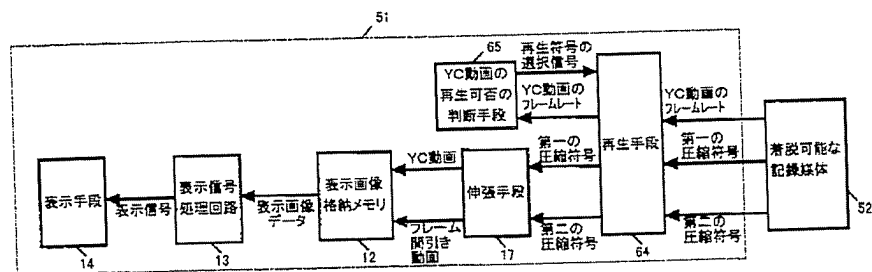 51
65
YC動画の
再生可否の
判断手段
再生符号の
選択信号
YC動画の
フレームレート
YC動画の
フレームレート
第一の
圧縮符号
第一の
圧縮符号
第二の
圧縮符号
第二の
圧縮符号
再生手段
64
着脱可能な
記録媒体
52
YC動画
フレーム
間引き
動画
伸張手段
17
表示画像
格納メモリ
12
表示画像
データ
表示信号
処理回路
13
表示信号
表示手段
14